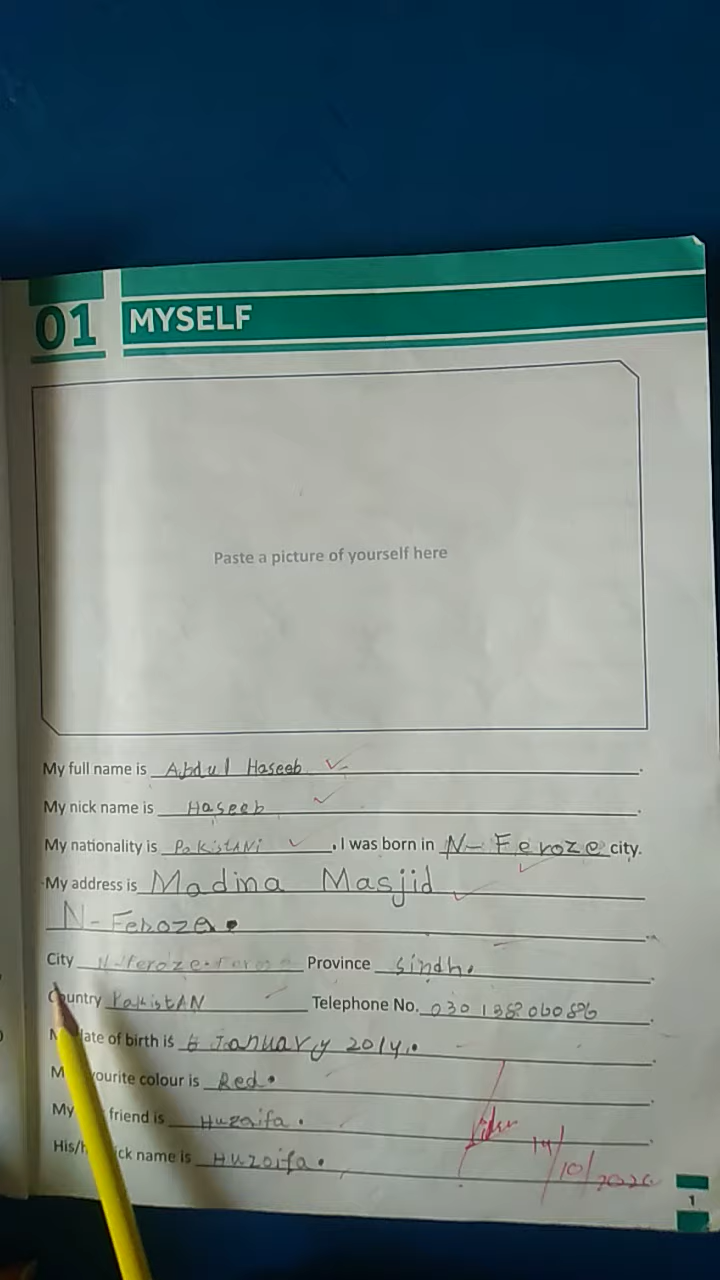 01 MYSELF
Paste a picture of yourself here
My full name is Abdul Haseeb.
My nick name is Haseeb.
My nationality is PakistANi, I was born in N-Feroze city.
My address is Madina Masjid
N-Feroze.
City N-Feroze. Province Sindh.
Country PakistAN Telephone No.
date of birth is 6 January 2014.
ourite colour is Red.
My friend is Huzaifa.
His/h ck name is Huzaifa.
14/10/2020
1